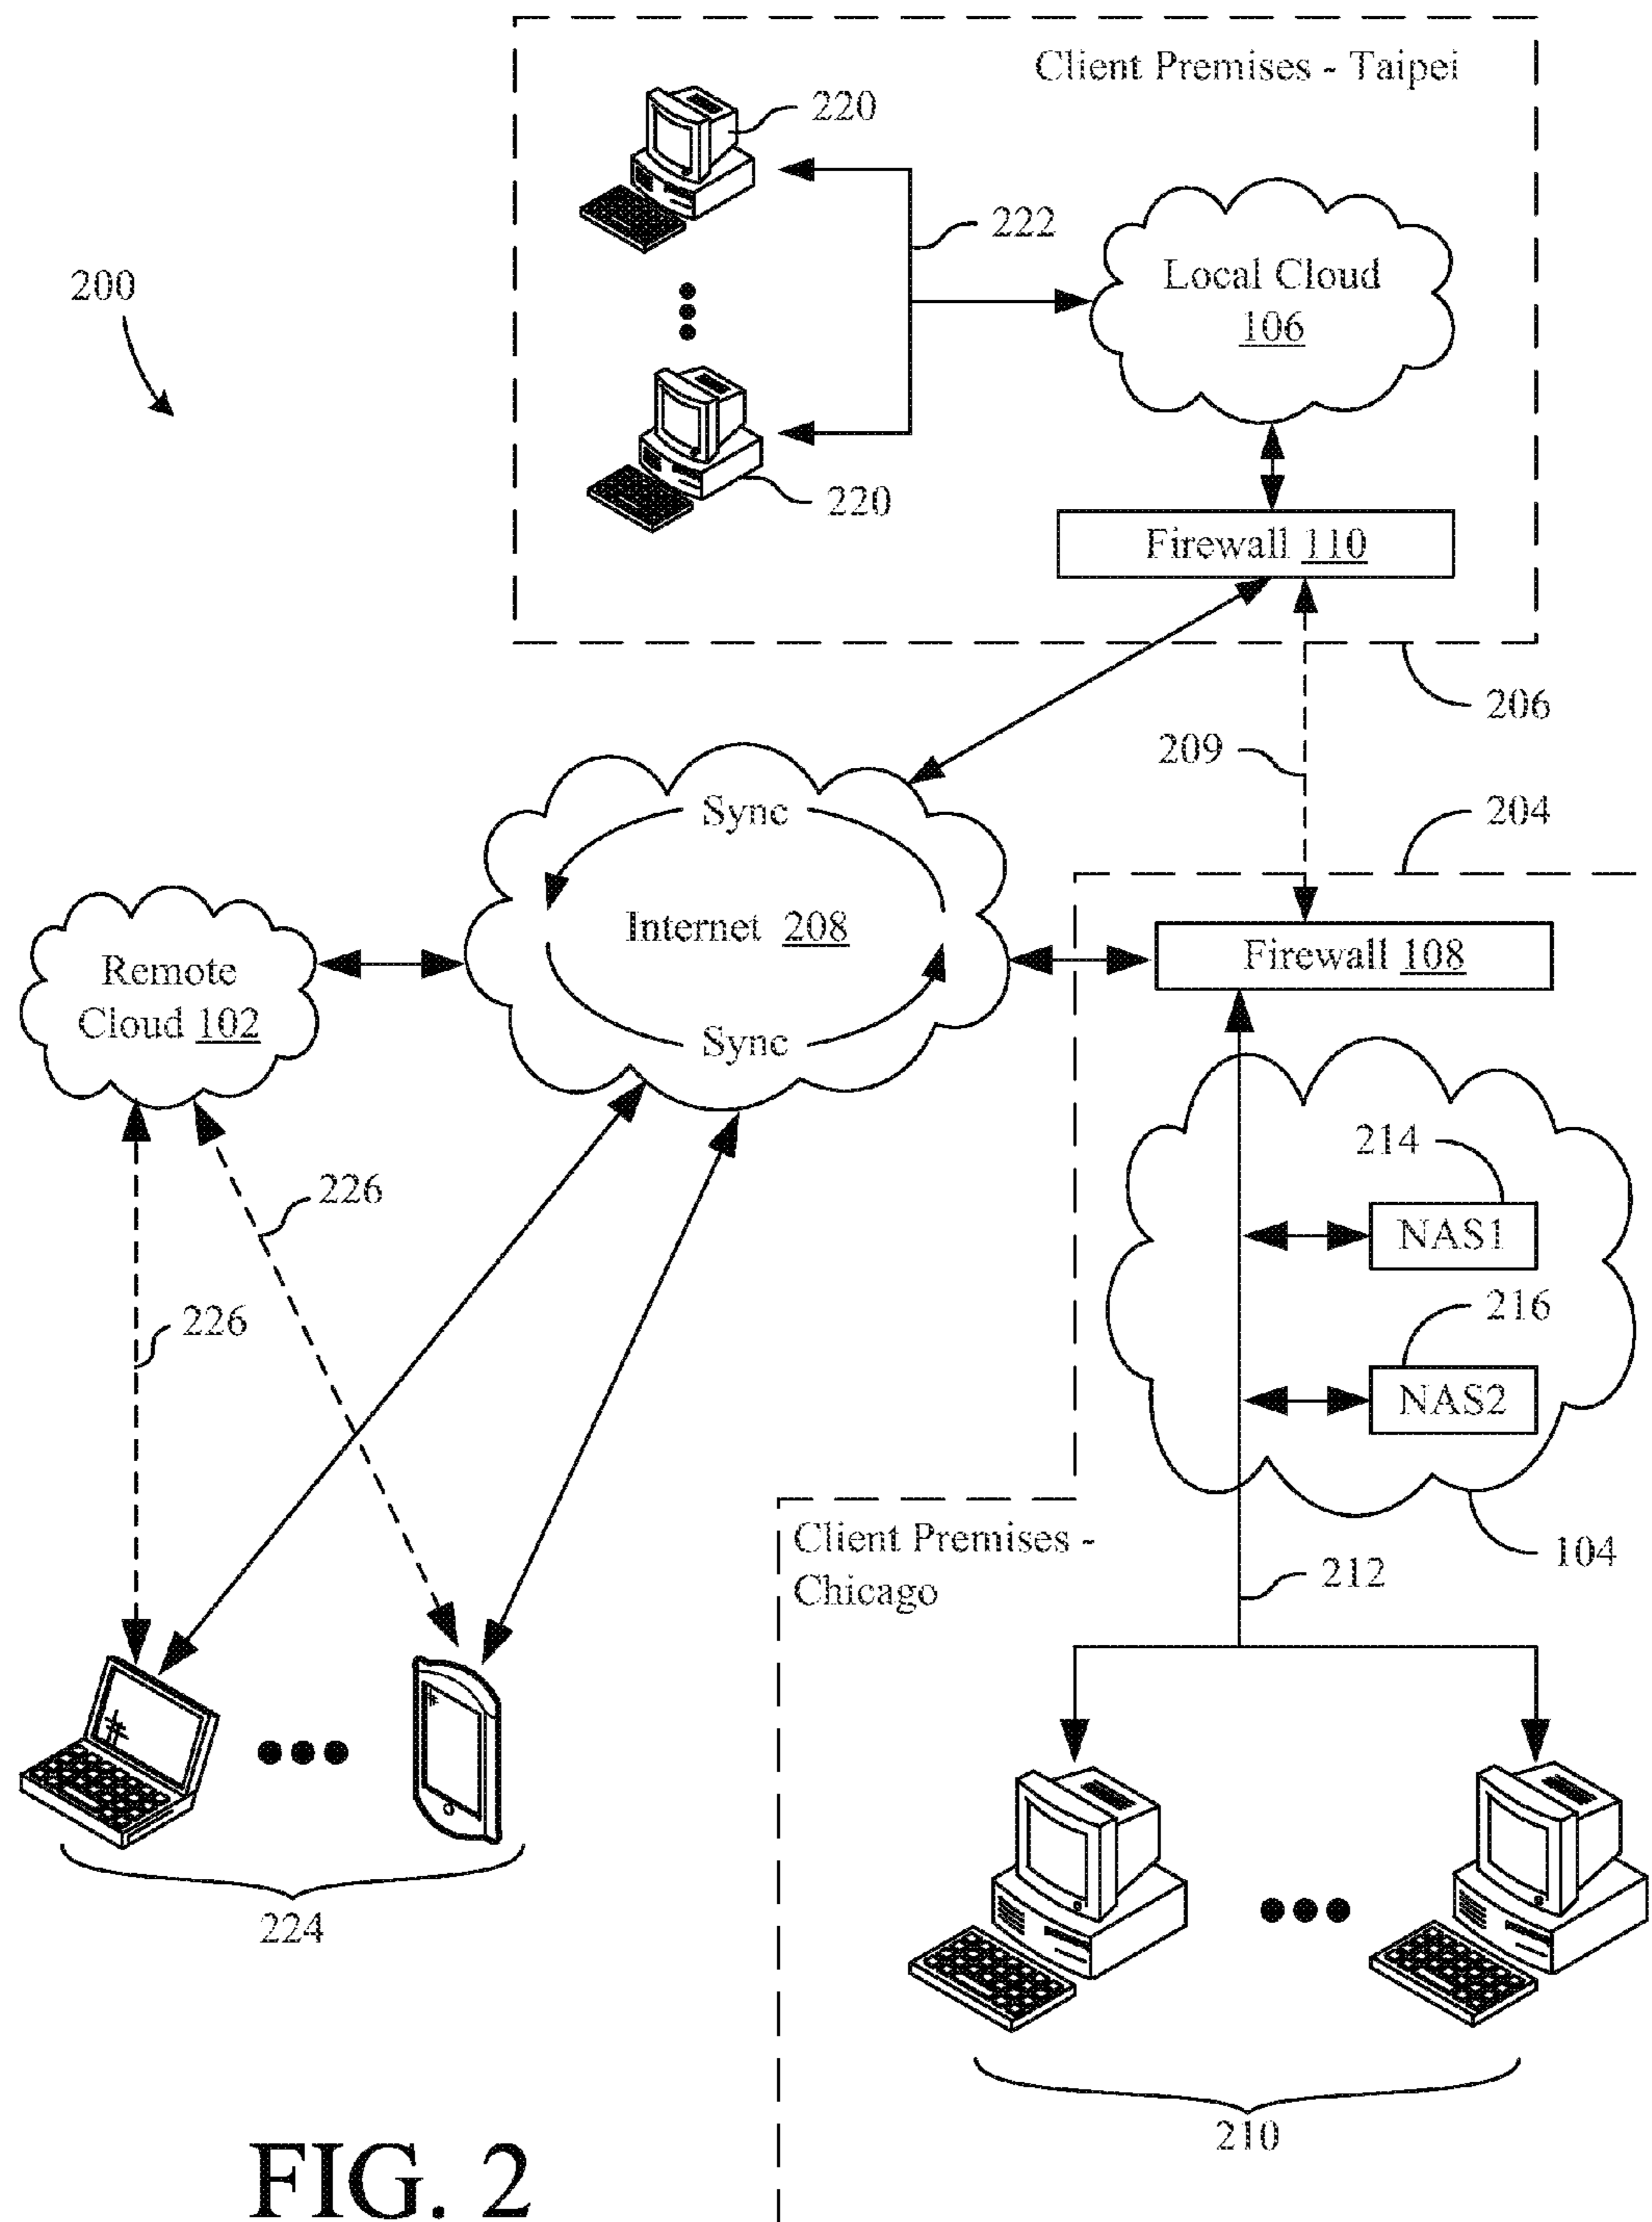 Client Premises - Taipei
220
222
200
Local Cloud
106
220
Firewall 110
206
209
204
Sync
Internet 208
Sync
Remote
Cloud 102
Firewall 108
214
NAS1
226
216
226
NAS2
Client Premises -
Chicago
104
212
224
210
FIG. 2